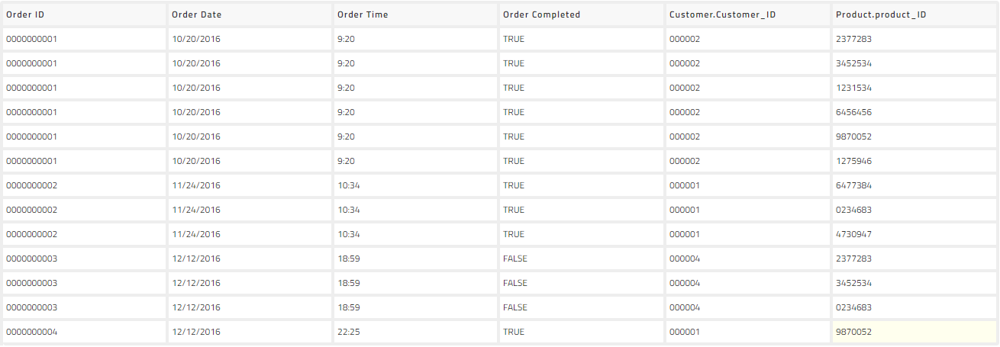 Order ID Order Date Order Time Order Completed Customer.Customer_ID Product.product_ID
0000000001 10/20/2016 9:20 TRUE 000002 2377283
0000000001 10/20/2016 9:20 TRUE 000002 3452534
0000000001 10/20/2016 9:20 TRUE 000002 1231534
0000000001 10/20/2016 9:20 TRUE 000002 6456456
0000000001 10/20/2016 9:20 TRUE 000002 9870052
0000000001 10/20/2016 9:20 TRUE 000002 1275946
0000000002 11/24/2016 10:34 TRUE 000001 6477384
0000000002 11/24/2016 10:34 TRUE 000001 0234683
0000000002 11/24/2016 10:34 TRUE 000001 4730947
0000000003 12/12/2016 18:59 FALSE 000004 2377283
0000000003 12/12/2016 18:59 FALSE 000004 3452534
0000000003 12/12/2016 18:59 FALSE 000004 0234683
0000000004 12/12/2016 22:25 TRUE 000001 9870052